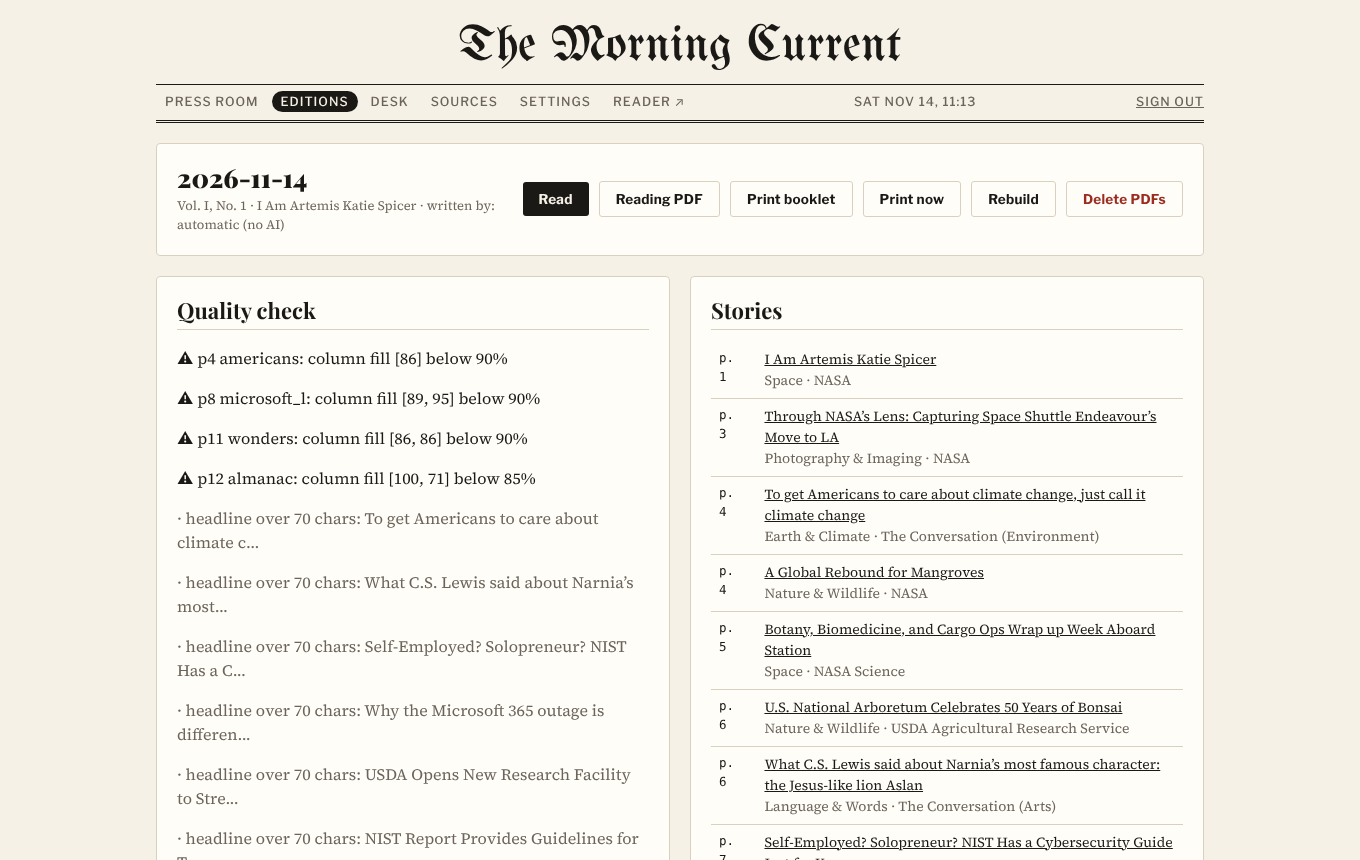 The Morning Current
PRESS ROOM EDITIONS DESK SOURCES SETTINGS READER ↗ SAT NOV 14, 11:13 SIGN OUT
2026-11-14
Vol. I, No. 1 · I Am Artemis Katie Spicer · written by:
automatic (no AI)
Read Reading PDF Print booklet Print now Rebuild Delete PDFs
Quality check
⚠ p4 americans: column fill [86] below 90%
⚠ p8 microsoft_l: column fill [89, 95] below 90%
⚠ p11 wonders: column fill [86, 86] below 90%
⚠ p12 almanac: column fill [100, 71] below 85%
· headline over 70 chars: To get Americans to care about
climate c...
· headline over 70 chars: What C.S. Lewis said about Narnia’s
most...
· headline over 70 chars: Self-Employed? Solopreneur? NIST
Has a C...
· headline over 70 chars: Why the Microsoft 365 outage is
differen...
· headline over 70 chars: USDA Opens New Research Facility
to Stre...
· headline over 70 chars: NIST Report Provides Guidelines for
Stories
p.
1
I Am Artemis Katie Spicer
Space · NASA
p.
3
Through NASA’s Lens: Capturing Space Shuttle Endeavour’s
Move to LA
Photography & Imaging · NASA
p.
4
To get Americans to care about climate change, just call it
climate change
Earth & Climate · The Conversation (Environment)
p.
4
A Global Rebound for Mangroves
Nature & Wildlife · NASA
p.
5
Botany, Biomedicine, and Cargo Ops Wrap up Week Aboard
Station
Space · NASA Science
p.
6
U.S. National Arboretum Celebrates 50 Years of Bonsai
Nature & Wildlife · USDA Agricultural Research Service
p.
6
What C.S. Lewis said about Narnia’s most famous character:
the Jesus-like lion Aslan
Language & Words · The Conversation (Arts)
p.
Self-Employed? Solopreneur? NIST Has a Cybersecurity Guide